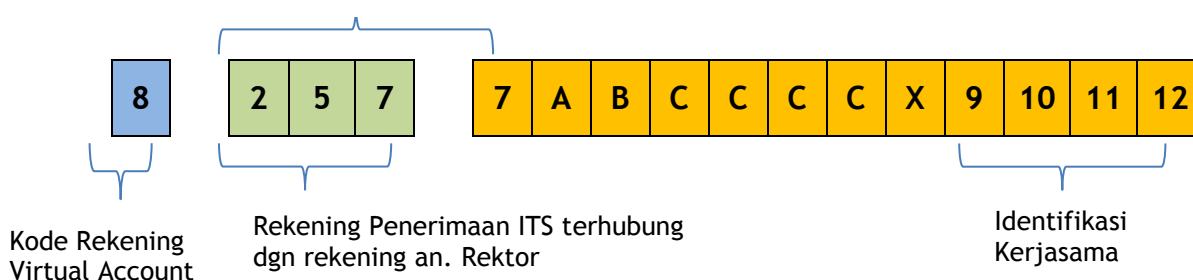 8 2 5 7 7 A B C C C C X 9 10 11 12
Kode Rekening
Virtual Account
Rekening Penerimaan ITS terhubung
dgn rekening an. Rektor
Identifikasi
Kerjasama